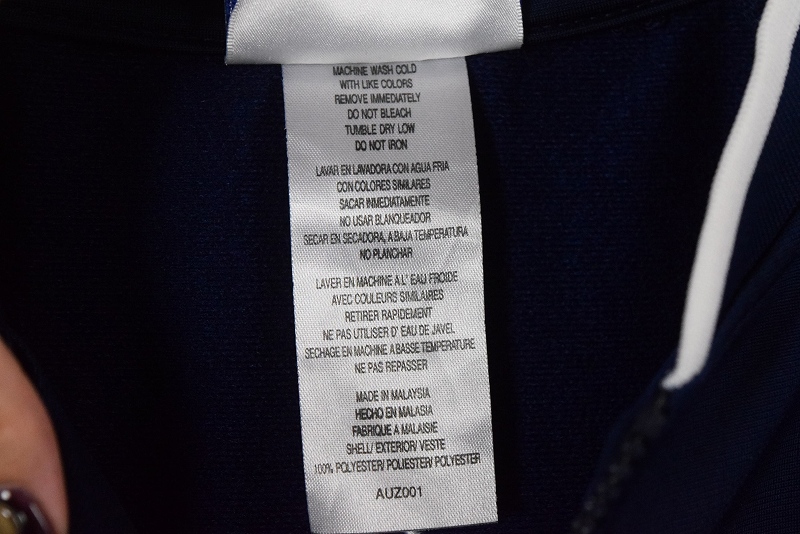 MACHINE WASH COLD
WITH LIKE COLORS
REMOVE IMMEDIATELY
DO NOT BLEACH
TUMBLE DRY LOW
DO NOT IRON
LAVAR EN LAVADORA CON AGUA FRIA
CON COLORES SIMILARES
SACAR INMEDIATAMENTE
NO USAR BLANQUEADOR
SECAR EN SECADORA, A BAJA TEMPERATURA
NO PLANCHAR
LAVER EN MACHINE A L' EAU FROIDE
AVEC COULEURS SIMILAIRES
RETIRER RAPIDEMENT
NE PAS UTILISER D' EAU DE JAVEL
SECHAGE EN MACHINE A BASSE TEMPERATURE
NE PAS REPASSER
MADE IN MALAYSIA
HECHO EN MALASIA
FABRIQUE A MALAISIE
SHELL/ EXTERIOR/ VESTE
100% POLYESTER/ POLIESTER/ POLYESTER
AUZ001